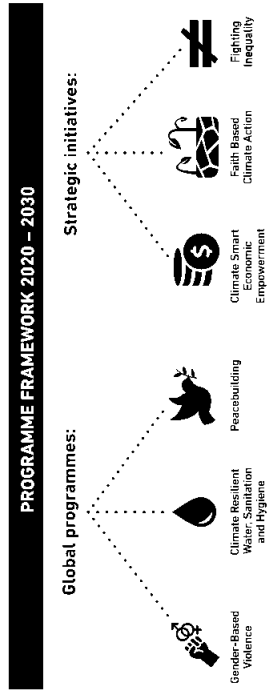 PROGRAMME FRAMEWORK 2020 – 2030
Global programmes:
Gender-Based
Violence
Climate Resilient
Water, Sanitation
and Hygiene
Peacebuilding
Strategic initiatives:
Climate Smart
Economic
Empowerment
Faith Based
Climate Action
Fighting
Inequality
$